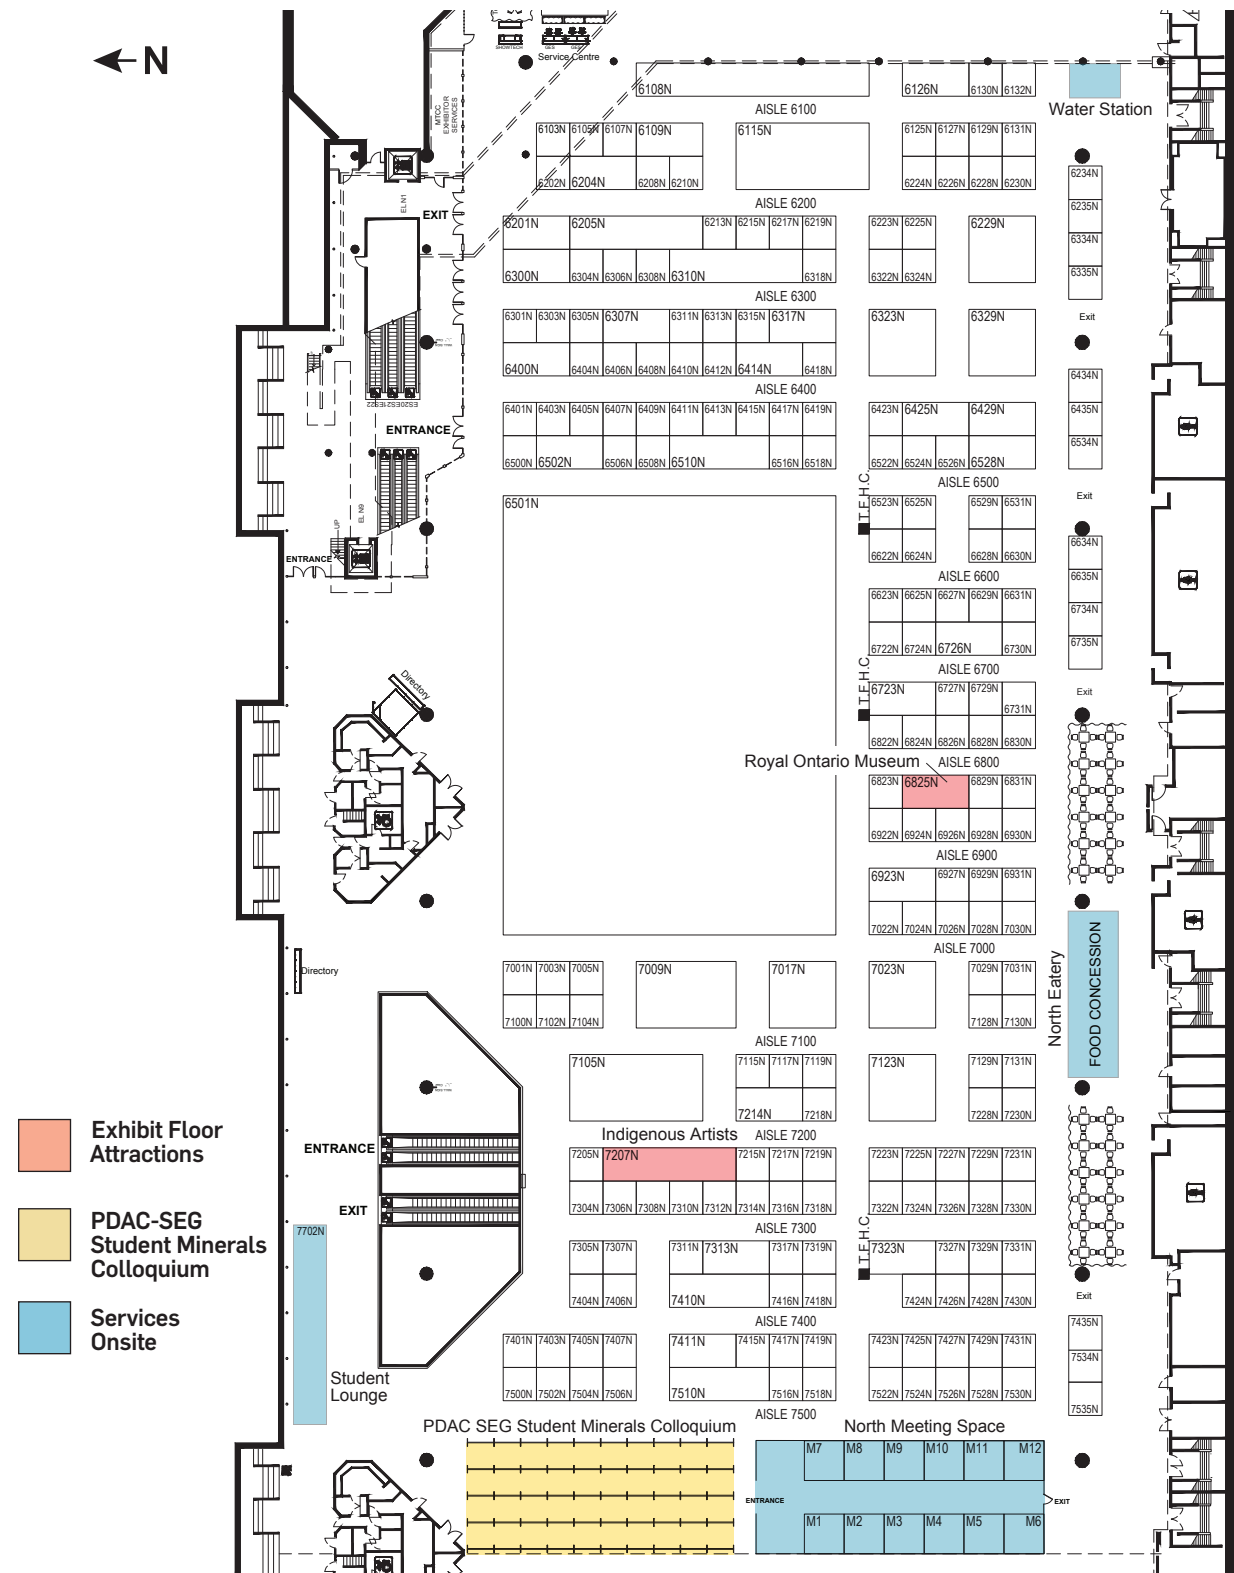 N
SHOWTECH
GES
GES
Service Centre
MTCC
EXHIBITOR
SERVICES
6108N
6126N
6130N
6132N
Water Station
AISLE 6100
6103N
6105N
6107N
6109N
6115N
6125N
6127N
6129N
6131N
6202N
6204N
6208N
6210N
6224N
6226N
6228N
6230N
6234N
6235N
6334N
6335N
Exit
EL N1
EXIT
AISLE 6200
6201N
6205N
6213N
6215N
6217N
6219N
6223N
6225N
6229N
6300N
6304N
6306N
6308N
6310N
6318N
6322N
6324N
AISLE 6300
6301N
6303N
6305N
6307N
6311N
6313N
6315N
6317N
6323N
6329N
6400N
6404N
6406N
6408N
6410N
6412N
6414N
6418N
6434N
6435N
6534N
Exit
ES22
ES21
ES20
ENTRANCE
AISLE 6400
6401N
6403N
6405N
6407N
6409N
6411N
6413N
6415N
6417N
6419N
6423N
6425N
6429N
6500N
6502N
6506N
6508N
6510N
6516N
6518N
6522N
6524N
6526N
6528N
AISLE 6500
T.F.H.C.
6501N
6523N
6525N
6529N
6531N
6622N
6624N
6628N
6630N
6634N
6635N
6734N
6735N
Exit
EL N9
UP
ENTRANCE
AISLE 6600
6623N
6625N
6627N
6629N
6631N
6722N
6724N
6726N
6730N
AISLE 6700
T.F.H.C.
6723N
6727N
6729N
6731N
6822N
6824N
6826N
6828N
6830N
Directory
Royal Ontario Museum
AISLE 6800
6823N
6825N
6829N
6831N
6922N
6924N
6926N
6928N
6930N
AISLE 6900
6923N
6927N
6929N
6931N
7022N
7024N
7026N
7028N
7030N
AISLE 7000
North Eatery
FOOD CONCESSION
Directory
7001N
7003N
7005N
7009N
7017N
7023N
7029N
7031N
7100N
7102N
7104N
7128N
7130N
AISLE 7100
7105N
7115N
7117N
7119N
7123N
7129N
7131N
7214N
7218N
7228N
7230N
Indigenous Artists
AISLE 7200
7205N
7207N
7215N
7217N
7219N
7223N
7225N
7227N
7229N
7231N
7304N
7306N
7308N
7310N
7312N
7314N
7316N
7318N
7322N
7324N
7326N
7328N
7330N
ENTRANCE
EXIT
AISLE 7300
T.F.H.C.
7305N
7307N
7311N
7313N
7317N
7319N
7323N
7327N
7329N
7331N
7404N
7406N
7410N
7416N
7418N
7424N
7426N
7428N
7430N
Exit
7435N
7534N
7535N
AISLE 7400
7401N
7403N
7405N
7407N
7411N
7415N
7417N
7419N
7423N
7425N
7427N
7429N
7431N
7500N
7502N
7504N
7506N
7510N
7516N
7518N
7522N
7524N
7526N
7528N
7530N
AISLE 7500
7702N
Student
Lounge
Exhibit Floor
Attractions
PDAC-SEG
Student Minerals
Colloquium
Services
Onsite
PDAC SEG Student Minerals Colloquium
North Meeting Space
M7
M8
M9
M10
M11
M12
ENTRANCE
EXIT
M1
M2
M3
M4
M5
M6